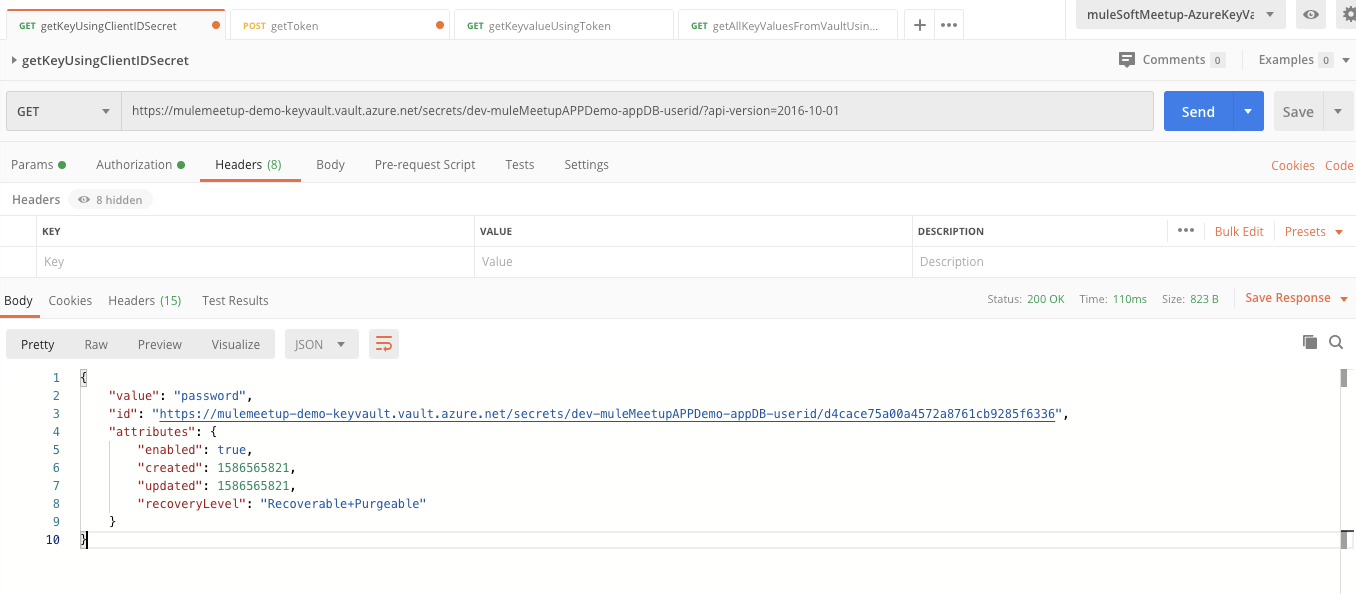 GET getKeyUsingClientIDSecret POST getToken GET getKeyvalueUsingToken GET getAllKeyValuesFromVaultUsin... + ••• muleSoftMeetup-AzureKeyVa
getKeyUsingClientIDSecret Comments 0 Examples 0
GET https://mulemeetup-demo-keyvault.vault.azure.net/secrets/dev-muleMeetupAPPDemo-appDB-userid/?api-version=2016-10-01 Send Save
Params Authorization Headers (8) Body Pre-request Script Tests Settings Cookies Code
Headers 8 hidden
KEY VALUE DESCRIPTION ••• Bulk Edit Presets
Key Value Description
Body Cookies Headers (15) Test Results Status: 200 OK Time: 110ms Size: 823 B Save Response
Pretty Raw Preview Visualize JSON
1 {
2 "value": "password",
3 "id": "https://mulemeetup-demo-keyvault.vault.azure.net/secrets/dev-muleMeetupAPPDemo-appDB-userid/d4cace75a00a4572a8761cb9285f6336",
4 "attributes": {
5 "enabled": true,
6 "created": 1586565821,
7 "updated": 1586565821,
8 "recoveryLevel": "Recoverable+Purgeable"
9 }
10 }